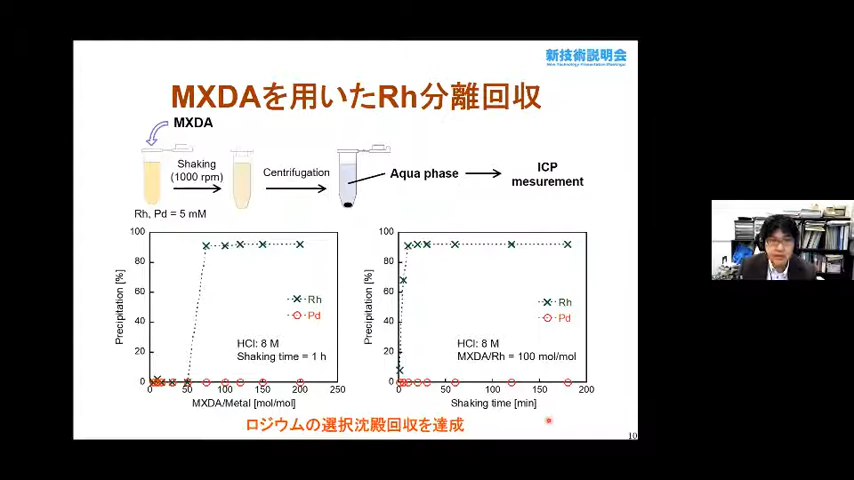 新技術説明会
New Technology Presentation Meetings!
MXDAを用いたRh分離回収
MXDA
Shaking
(1000 rpm)
Centrifugation
Aqua phase
ICP
mesurement
Rh, Pd = 5 mM
100
80
60
40
20
0
Precipitation [%]
Rh
Pd
HCl: 8 M
Shaking time = 1 h
0 50 100 150 200 250
MXDA/Metal [mol/mol]
100
80
60
40
20
0
Precipitation [%]
Rh
Pd
HCl: 8 M
MXDA/Rh = 100 mol/mol
0 50 100 150 200
Shaking time [min]
ロジウムの選択沈殿回収を達成
10